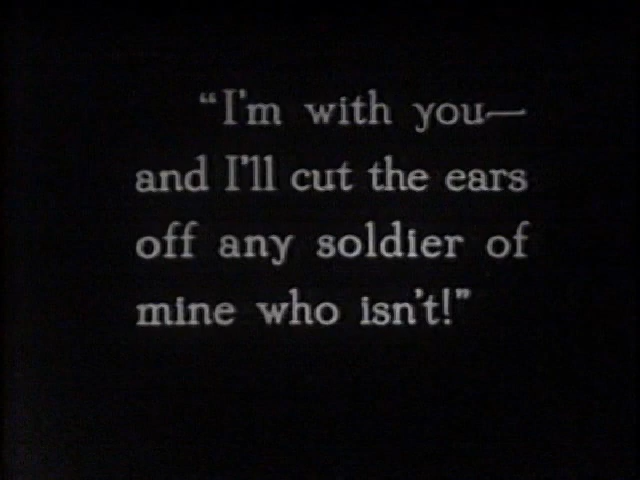 “I'm with you—
and I'll cut the ears
off any soldier of
mine who isn't!”